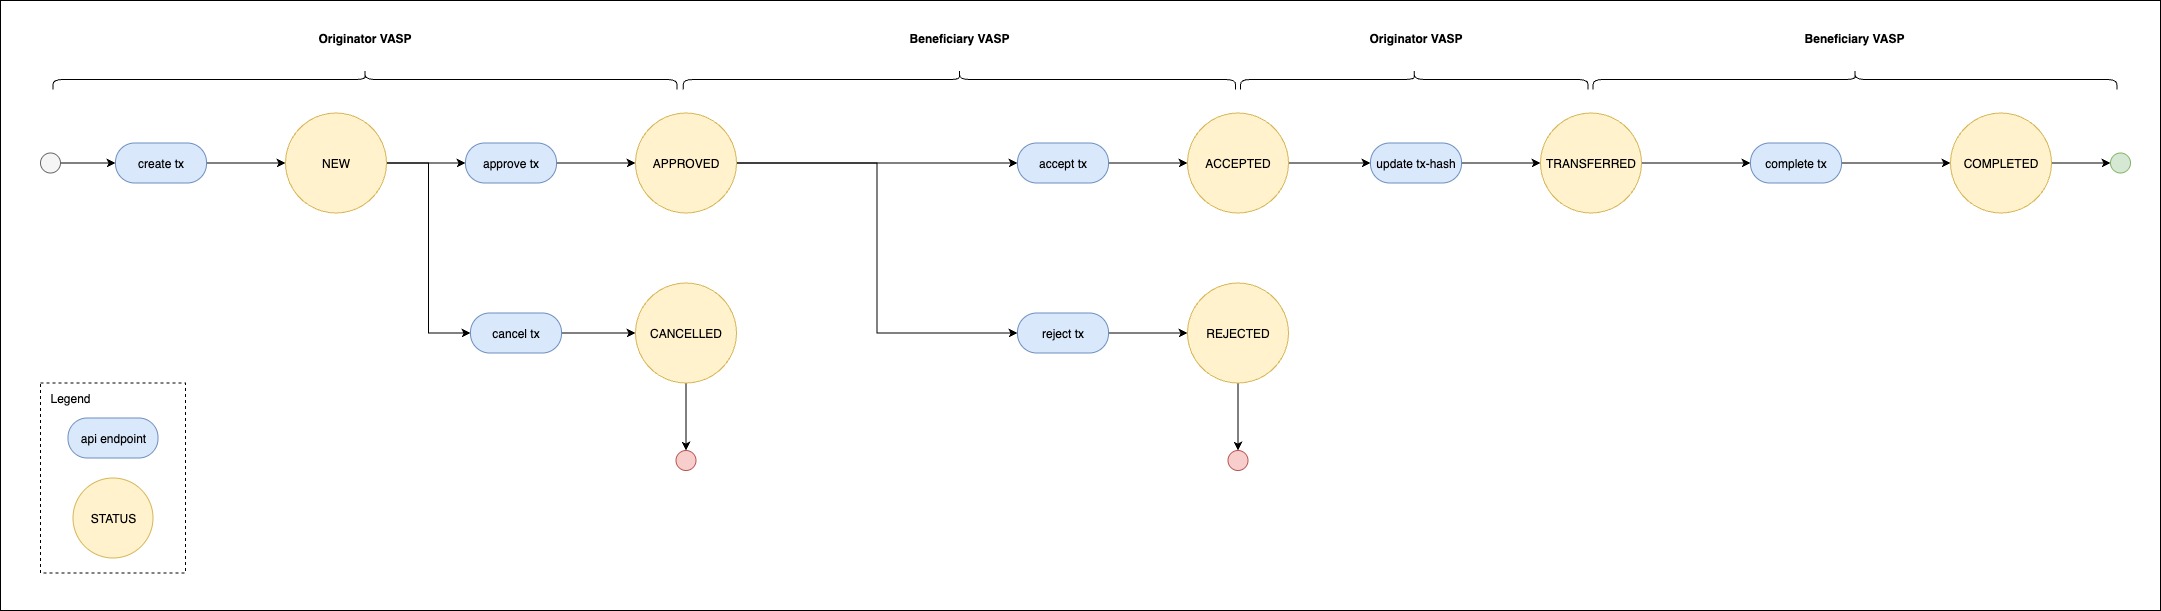 Originator VASP
Beneficiary VASP
Originator VASP
Beneficiary VASP
create tx
NEW
approve tx
APPROVED
accept tx
ACCEPTED
update tx-hash
TRANSFERRED
complete tx
COMPLETED
cancel tx
CANCELLED
reject tx
REJECTED
Legend
api endpoint
STATUS